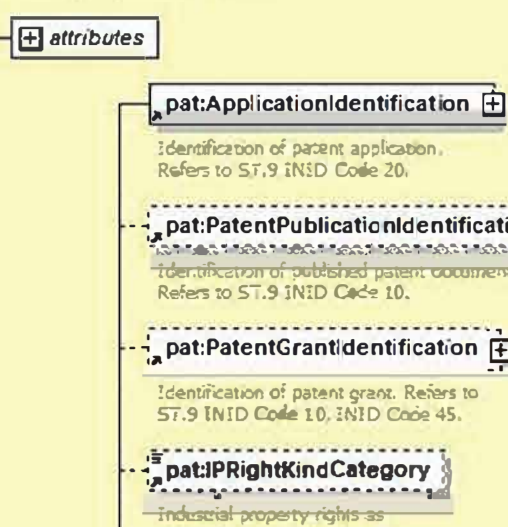 attributes
pat:ApplicationIdentification
Identification of patent application.
Refers to ST.9 INID Code 20.
pat:PatentPublicationIdentificati
Identification of published patent documen
Refers to ST.9 INID Code 10.
pat:PatentGrantIdentification
Identification of patent grant. Refers to
ST.9 INID Code 10, INID Code 45.
pat:IPRightKindCategory
Industrial property rights as